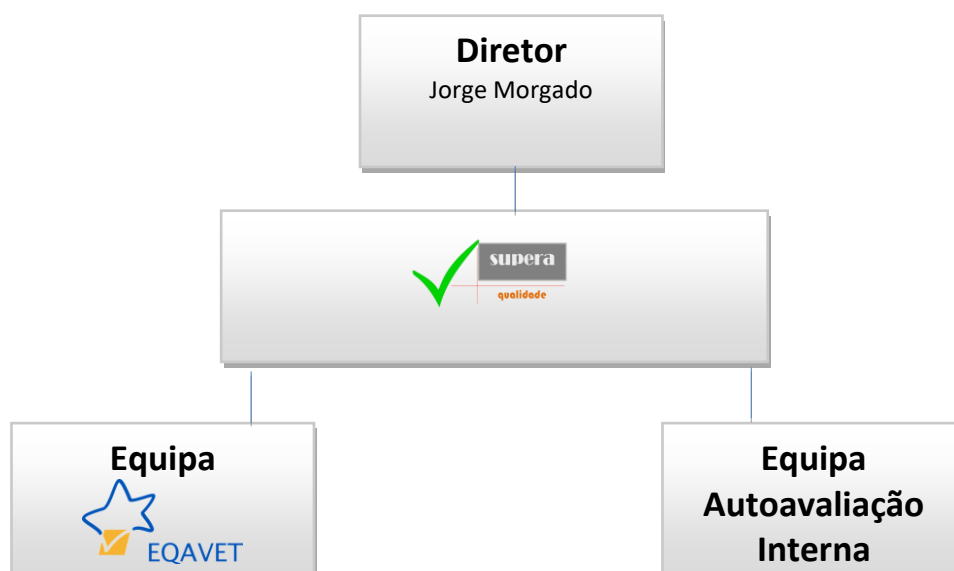 Diretor
Jorge Morgado
supera
qualidade
Equipa
EQAVET
Equipa
Autoavaliação
Interna